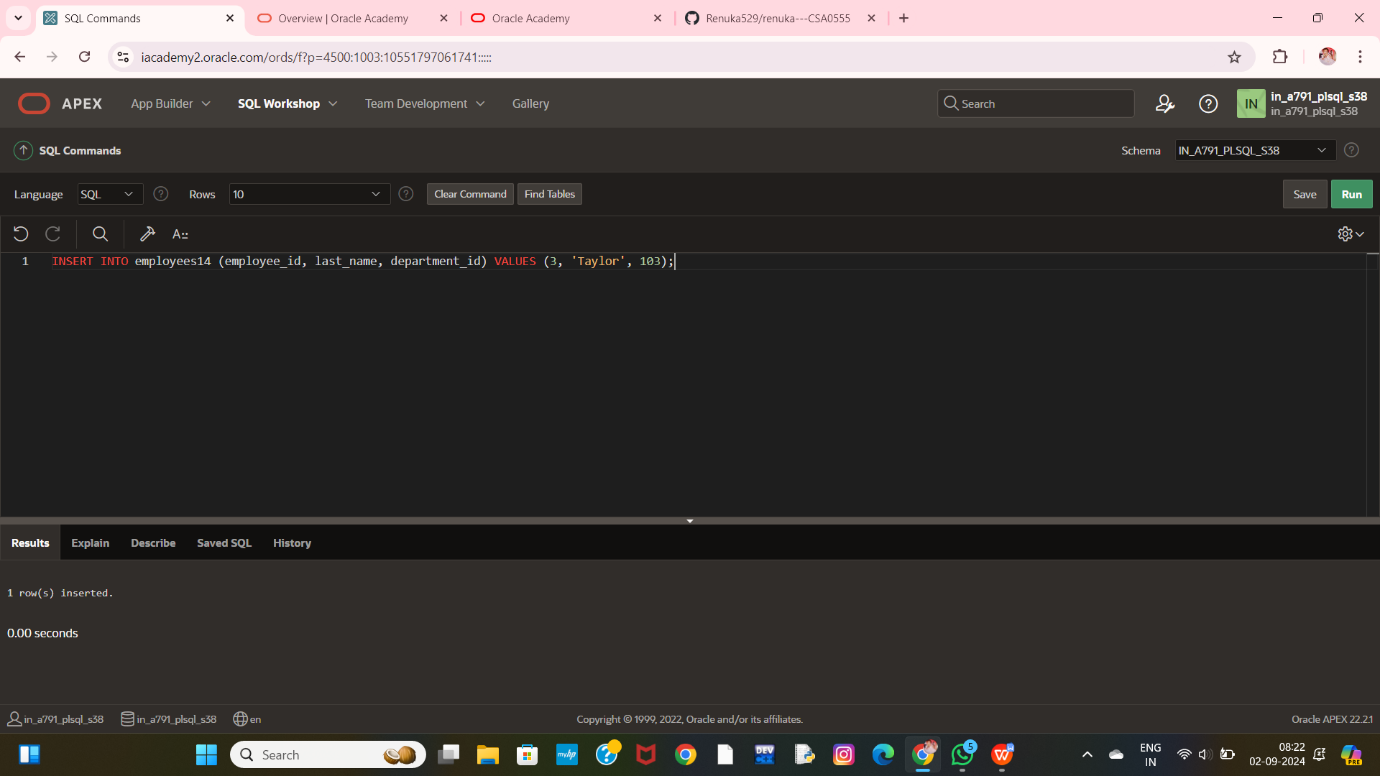 SQL Commands
Overview | Oracle Academy
Oracle Academy
Renuka529/renuka---CSA0555
iacademy2.oracle.com/ords/f?p=4500:1003:10551797061741:::::
APEX App Builder SQL Workshop Team Development Gallery Search IN in_a791_plsql_s38
in_a791_plsql_s38
SQL Commands Schema IN_A791_PLSQL_S38
Language SQL Rows 10 Clear Command Find Tables Save Run
A::
1 INSERT INTO employees14 (employee_id, last_name, department_id) VALUES (3, 'Taylor', 103);
Results Explain Describe Saved SQL History
1 row(s) inserted.
0.00 seconds
in_a791_plsql_s38 in_a791_plsql_s38 en Copyright © 1999, 2022, Oracle and/or its affiliates. Oracle APEX 22.2.1
Search myhp DEV 5 W ENG
IN 08:22
02-09-2024 PRE